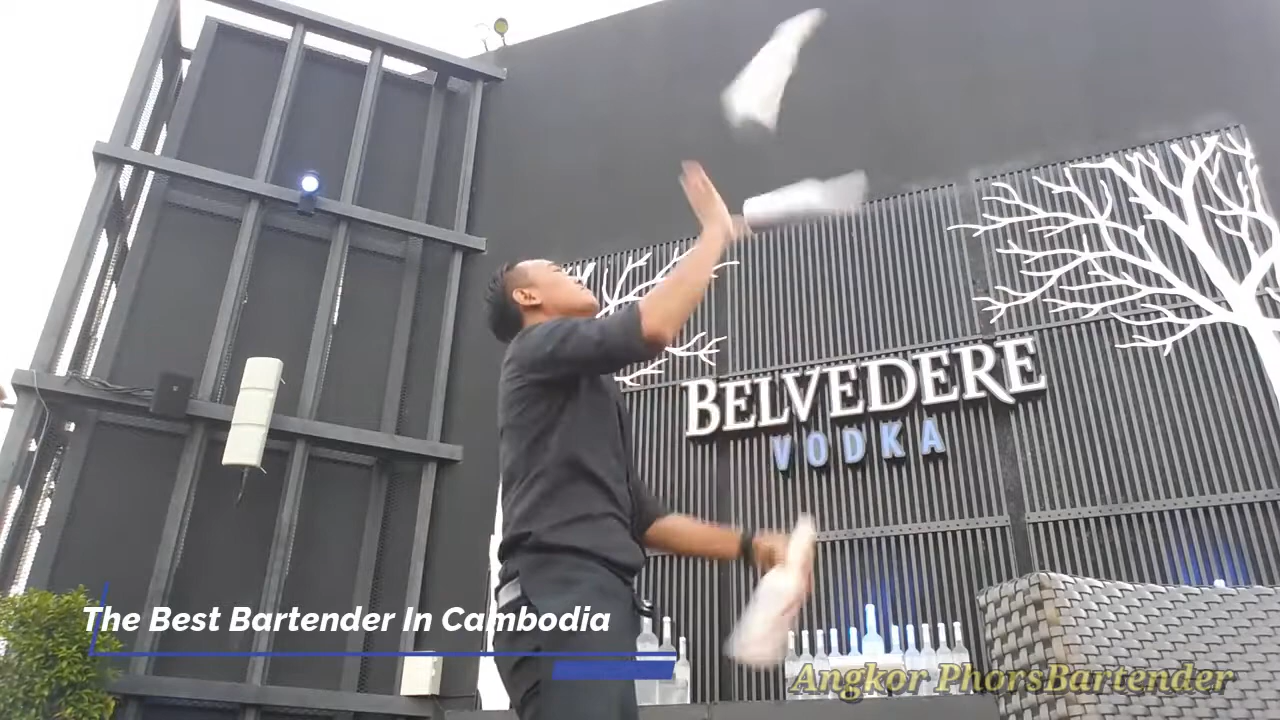 BELVEDERE
VODKA
The Best Bartender In Cambodia
Angkor PhorsBartender